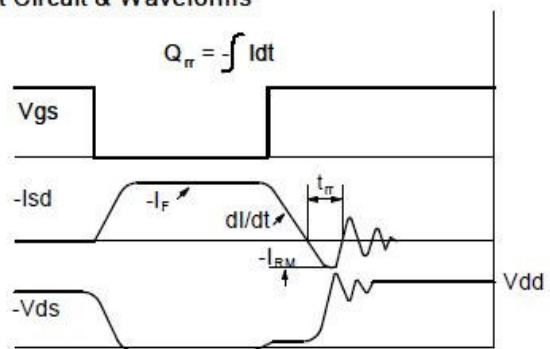 t Circuit & Waveforms
Qrr = -∫ Idt
Vgs
-Isd
-IF
dI/dt
trr
-IRM
Vdd
-Vds